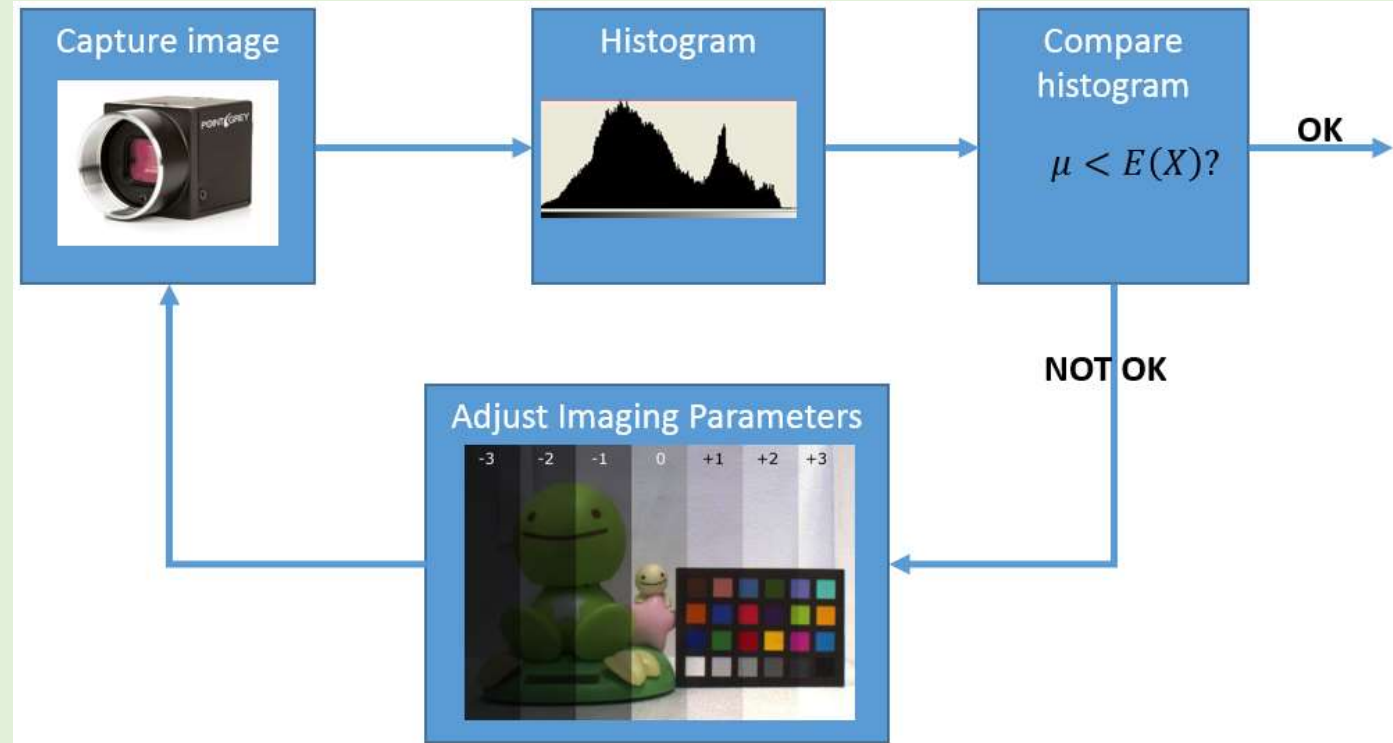 Capture image
POINT GREY
Histogram
Compare
histogram
μ < E(X)?
OK
NOT OK
Adjust Imaging Parameters
-3 -2 -1 0 +1 +2 +3